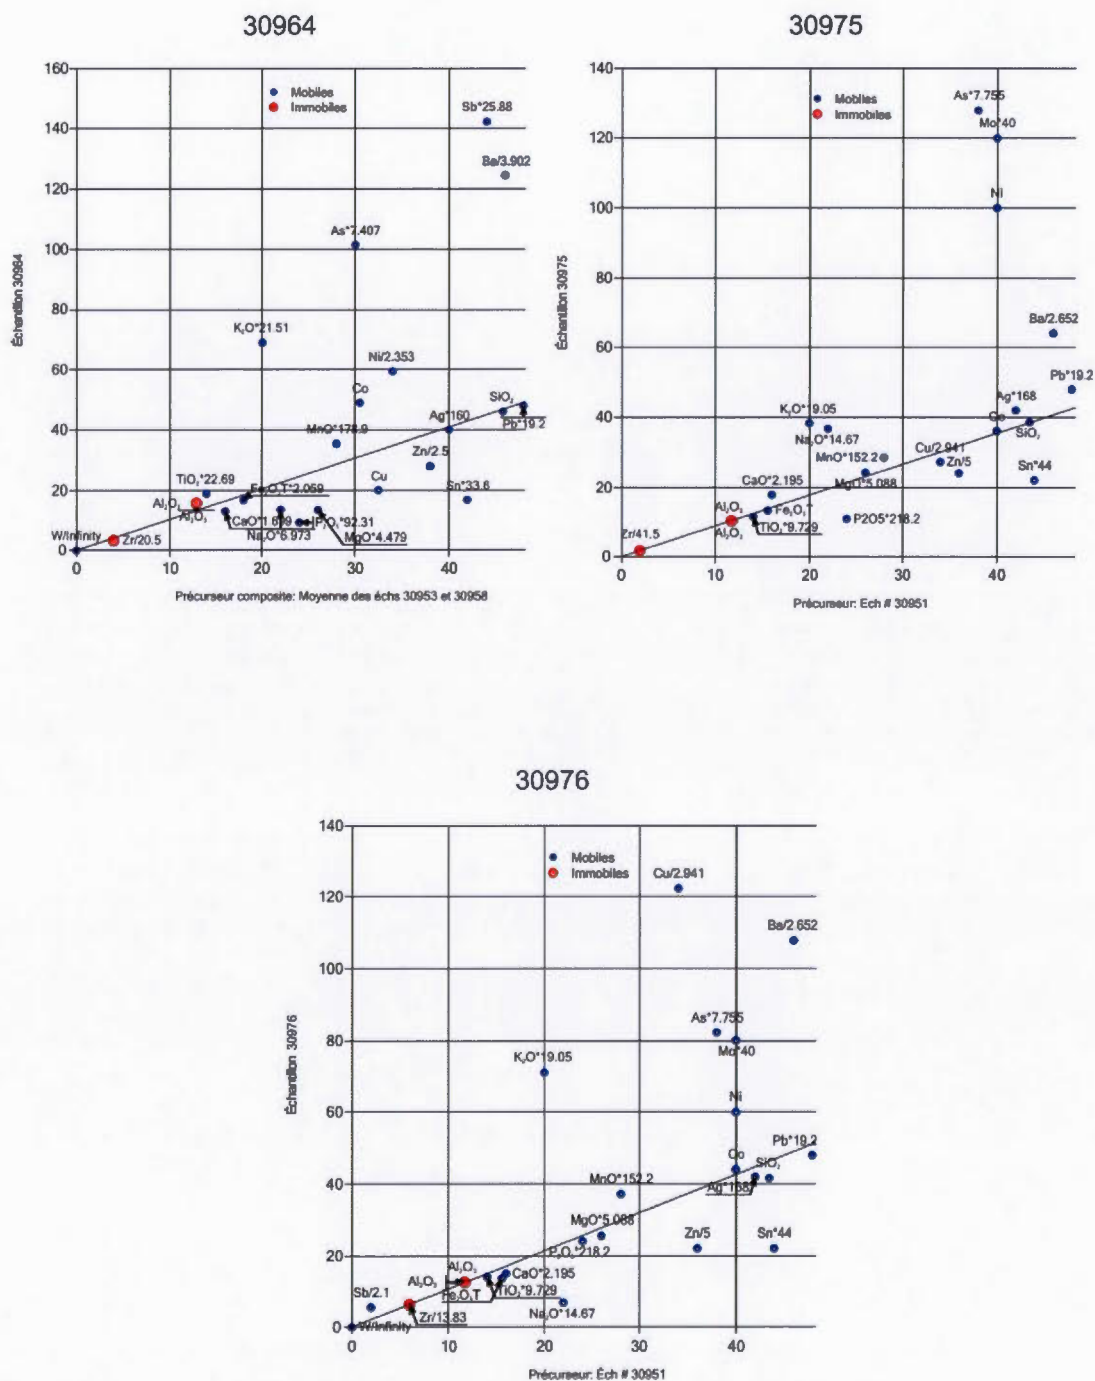 30964
160
140
120
100
80
60
40
20
0
Échantillon 30964
Mobiles
Immobiles
Sb*25.88
Ba/3.902
As*7.407
K₂O*21.51
Ni/2.353
Co
SiO₂
Ag*160
Pb*19.2
MnO*178.9
Zn/2.5
Cu
Sn*33.6
TiO₂*22.69
Fe₂O₃T*2.059
Al₂O₃
Al₂O₃
CaO*1.609
P₂O₅*92.31
Na₂O*6.973
MgO*4.479
W/Infinity
Zr/20.5
0
20
40
Précurseur composite: Moyenne des échs 30953 et 30958
30975
140
120
100
80
60
40
20
0
Échantillon 30975
Mobiles
Immobiles
As*7.755
Mo*40
Ni
Ba/2.652
Pb*19.2
Ag*168
K₂O*19.05
Co
Na₂O*14.67
SiO₂
Cu/2.941
MnO*152.2
Zn/5
Sn*44
CaO*2.195
MgO*5.088
Al₂O₃
Fe₂O₃T
P2O5*218.2
Al₂O₃
TiO₂*9.729
Zr/41.5
0
10
20
30
40
Précurseur: Ech # 30951
30976
140
120
100
80
60
40
20
0
Échantillon 30976
Mobiles
Immobiles
Cu/2.941
Ba/2.652
As*7.755
Mo*40
K₂O*19.05
Ni
Pb*19.2
Co
SiO₂
MnO*152.2
Ag*168
MgO*5.088
Zn/5
Sn*44
P₂O₅*218.2
Al₂O₃
Al₂O₃
CaO*2.195
Fe₂O₃T
TiO₂*9.729
Sb/2.1
Na₂O*14.67
W/Infinity
Zr/13.83
0
10
20
30
40
Précurseur: Éch # 30951